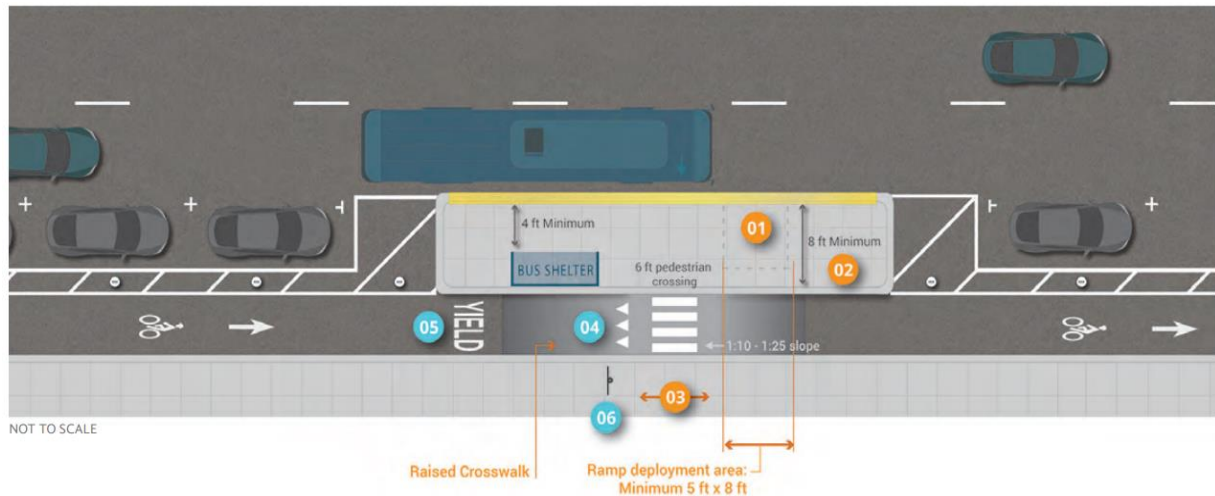 01
4 ft Minimum
8 ft Minimum
BUS SHELTER
6 ft pedestrian
crossing
02
05
YIELD
04
1:10 - 1:25 slope
03
06
NOT TO SCALE
Raised Crosswalk
Ramp deployment area:
Minimum 5 ft x 8 ft